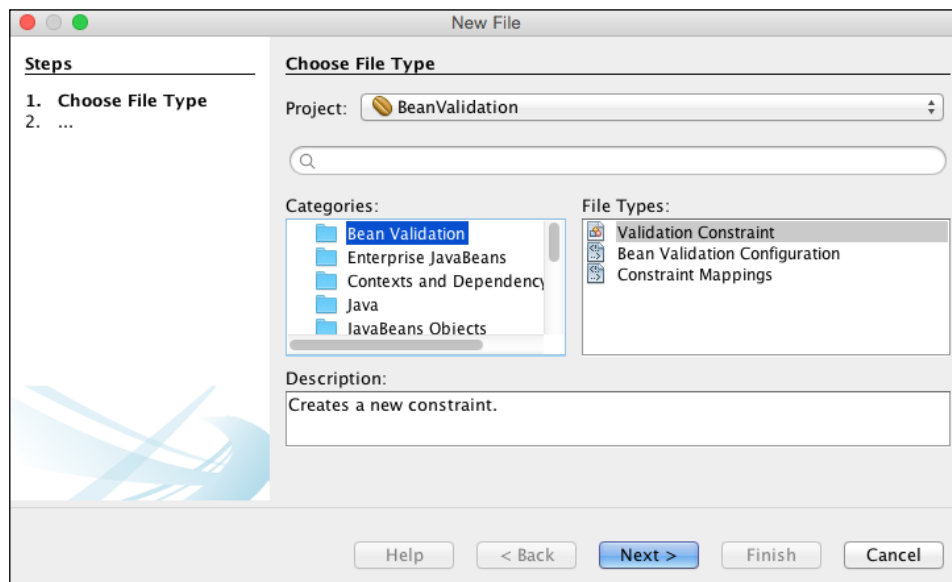 New File
Steps
1. Choose File Type
2. ...
Choose File Type
Project: BeanValidation
Categories:
Bean Validation
Enterprise JavaBeans
Contexts and Dependency
Java
JavaBeans Objects
File Types:
Validation Constraint
Bean Validation Configuration
Constraint Mappings
Description:
Creates a new constraint.
Help
< Back
Next >
Finish
Cancel